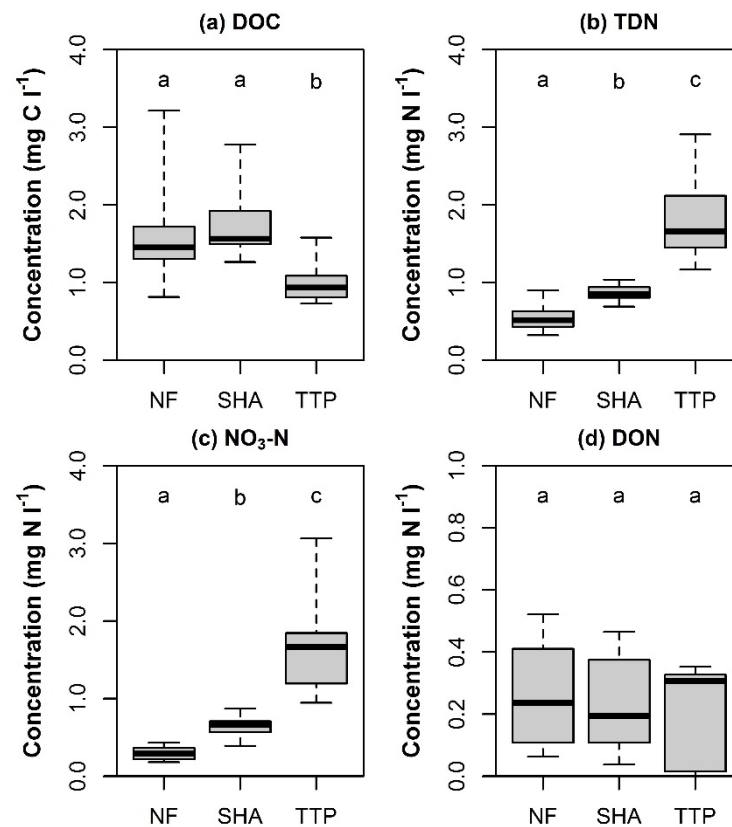 (a) DOC
Concentration (mg C l⁻¹)
4.0
3.0
2.0
1.0
0.0
a a b
NF SHA TTP
(b) TDN
Concentration (mg N l⁻¹)
4.0
3.0
2.0
1.0
0.0
a b c
NF SHA TTP
(c) NO₃-N
Concentration (mg N l⁻¹)
4.0
3.0
2.0
1.0
0.0
a b c
NF SHA TTP
(d) DON
Concentration (mg N l⁻¹)
1.0
0.8
0.6
0.4
0.2
0.0
a a a
NF SHA TTP